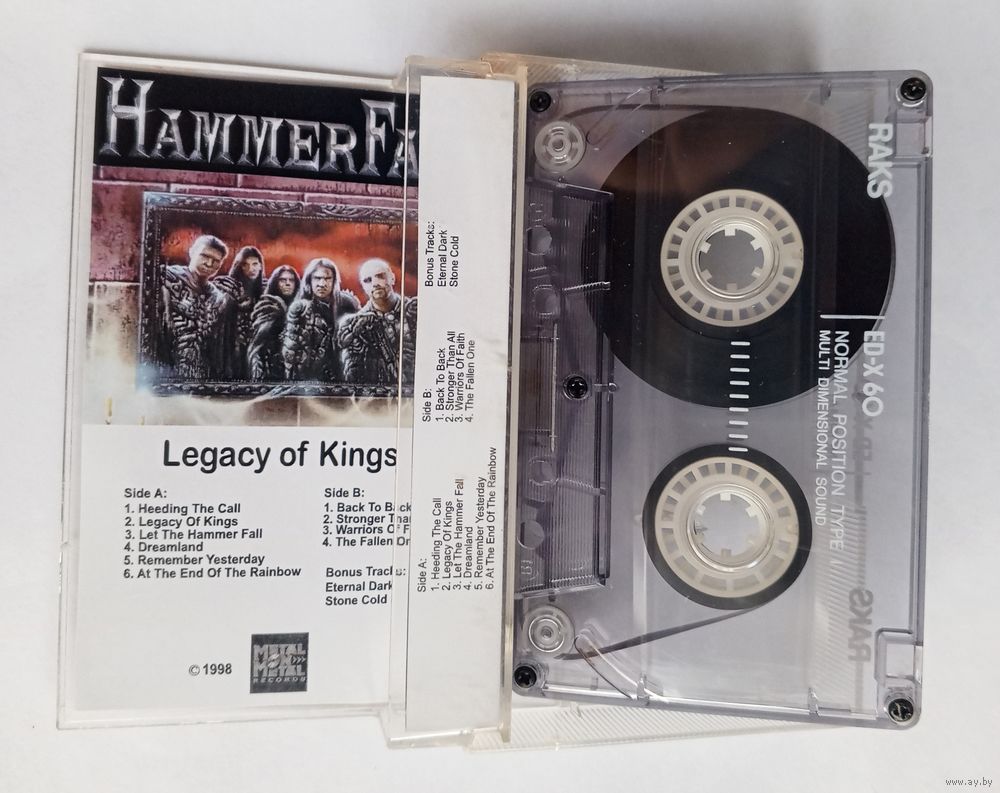 HAMMERFA
Legacy of Kings
Side A:
1. Heeding The Call
2. Legacy Of Kings
3. Let The Hammer Fall
4. Dreamland
5. Remember Yesterday
6. At The End Of The Rainbow
Side B:
1. Back To Back
2. Stronger Than
3. Warriors Of F
4. The Fallen On
Bonus Tracks:
Eternal Dark
Stone Cold
© 1998
METAL
METAL
RECORDS
Side A:
1. Heeding The Call
2. Legacy Of Kings
3. Let The Hammer Fall
4. Dreamland
5. Remember Yesterday
6. At The End Of The Rainbow
Side B:
1. Back To Back
2. Stronger Than All
3. Warriors Of Faith
4. The Fallen One
Bonus Tracks:
Eternal Dark
Stone Cold
RAKS
ED-X 60
NORMAL POSITION TYPE
MULTI DIMENSIONAL SOUND
RAKS
www.ay.by